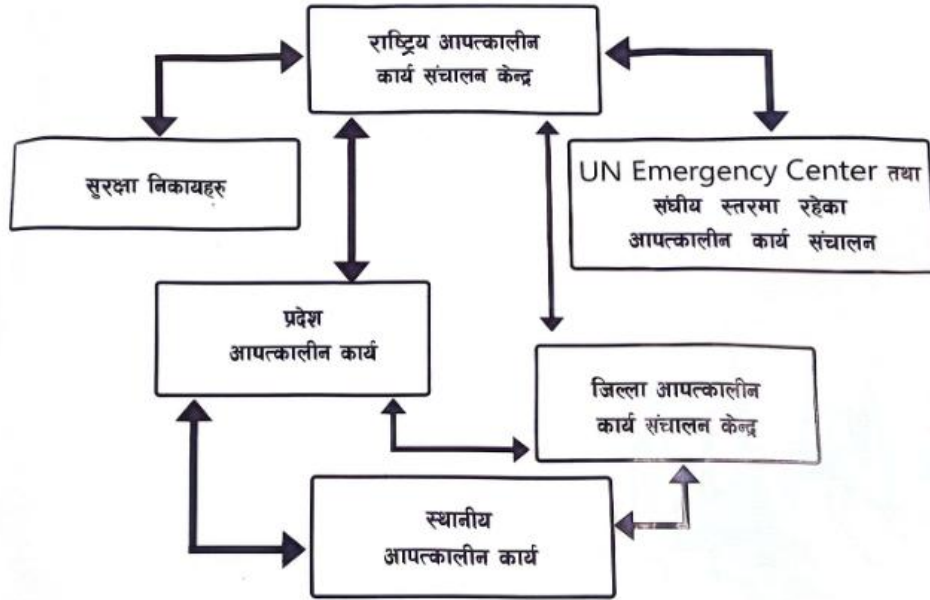 राष्ट्रिय आपत्कालीन
कार्य संचालन केन्द्र
सुरक्षा निकायहरु
UN Emergency Center तथा
संघीय स्तरमा रहेका
आपत्कालीन कार्य संचालन
प्रदेश
आपत्कालीन कार्य
जिल्ला आपत्कालीन
कार्य संचालन केन्द्र
स्थानीय
आपत्कालीन कार्य